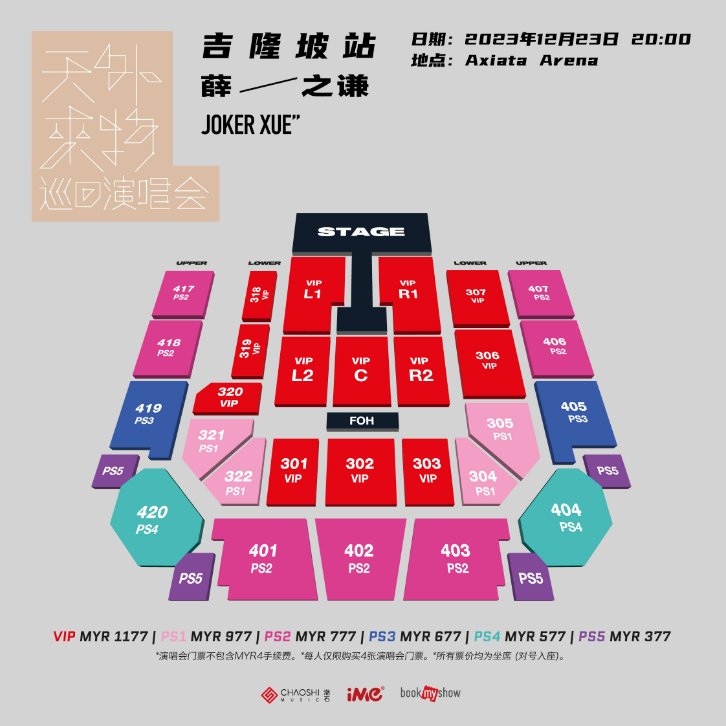 天外
来物
巡回演唱会
吉隆坡站
薛之谦
JOKER XUE"
日期：2023年12月23日 20:00
地点：Axiata Arena
STAGE
UPPER LOWER LOWER UPPER
417 PS2
318 VIP
VIP L1
VIP R1
307 VIP
407 PS2
418 PS2
319 VIP
VIP L2
VIP C
VIP R2
306 VIP
406 PS2
419 PS3
320 VIP
FOH
405 PS3
321 PS1
305 PS1
PS5
322 PS1
301 VIP
302 VIP
303 VIP
304 PS1
PS5
420 PS4
404 PS4
401 PS2
402 PS2
403 PS2
PS5
PS5
VIP MYR 1177 | PS1 MYR 977 | PS2 MYR 777 | PS3 MYR 677 | PS4 MYR 577 | PS5 MYR 377
*演唱会门票不包含MYR4手续费。*每人仅限购买4张演唱会门票。*所有票价均为坐席 (对号入座)。
CHAOSHI MUSIC 潮石
iME
bookmyshow